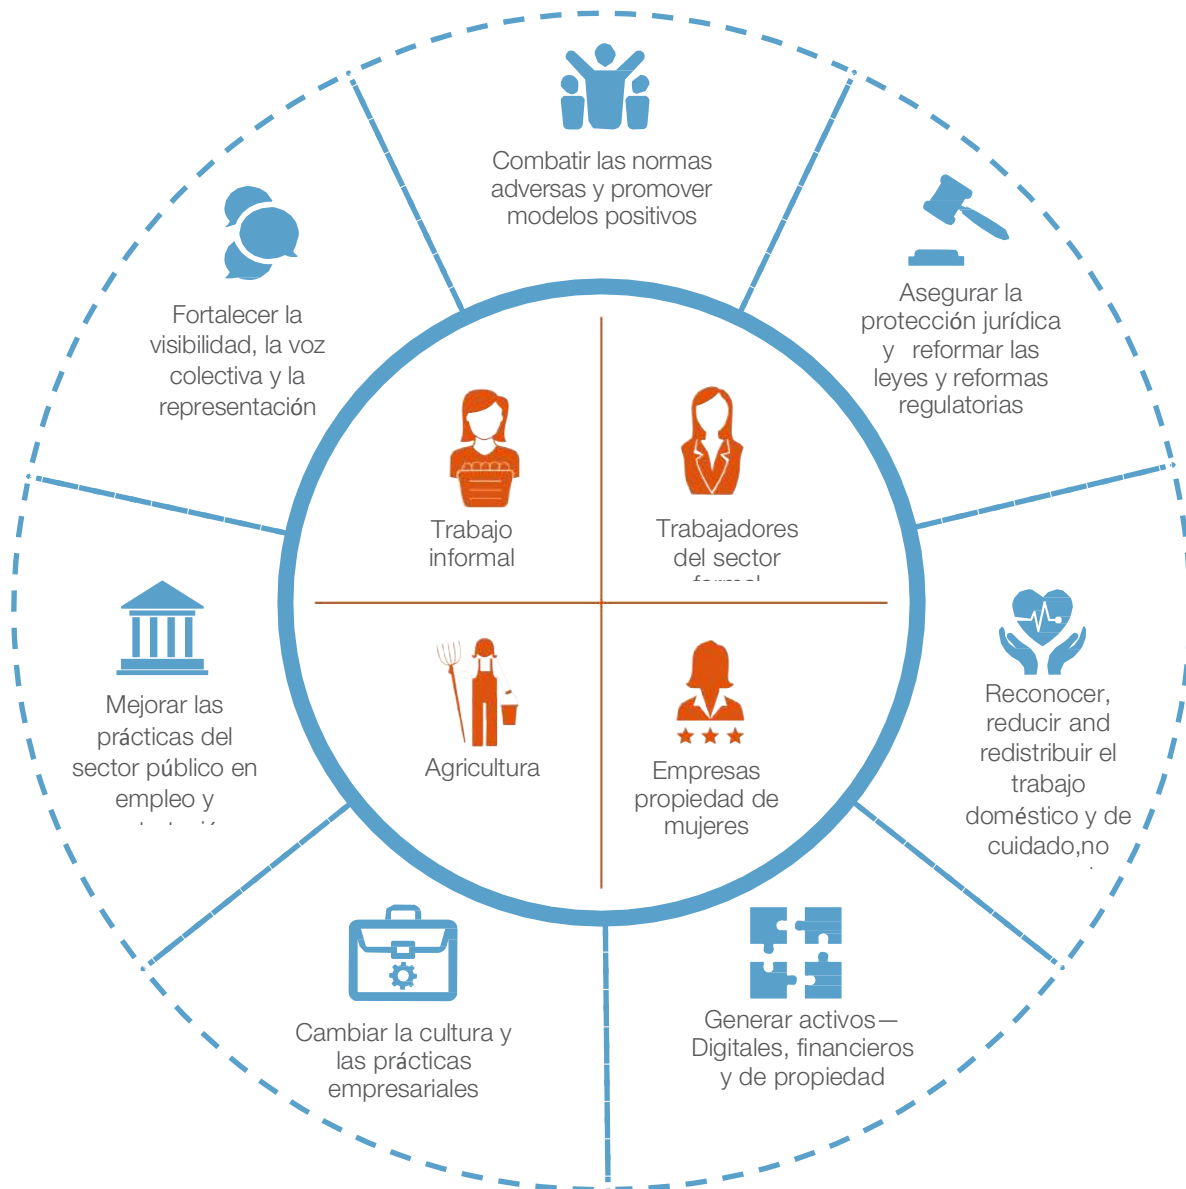 Combatir las normas
adversas y promover
modelos positivos
Asegurar la
protección jurídica
y reformar las
leyes y reformas
regulatorias
Reconocer,
reducir and
redistribuir el
trabajo
doméstico y de
cuidado,no
Generar activos—
Digitales, financieros
y de propiedad
Cambiar la cultura y
las prácticas
empresariales
Mejorar las
prácticas del
sector público en
empleo y
Fortalecer la
visibilidad, la voz
colectiva y la
representación
Trabajo
informal
Trabajadores
del sector
Agricultura
Empresas
propiedad de
mujeres